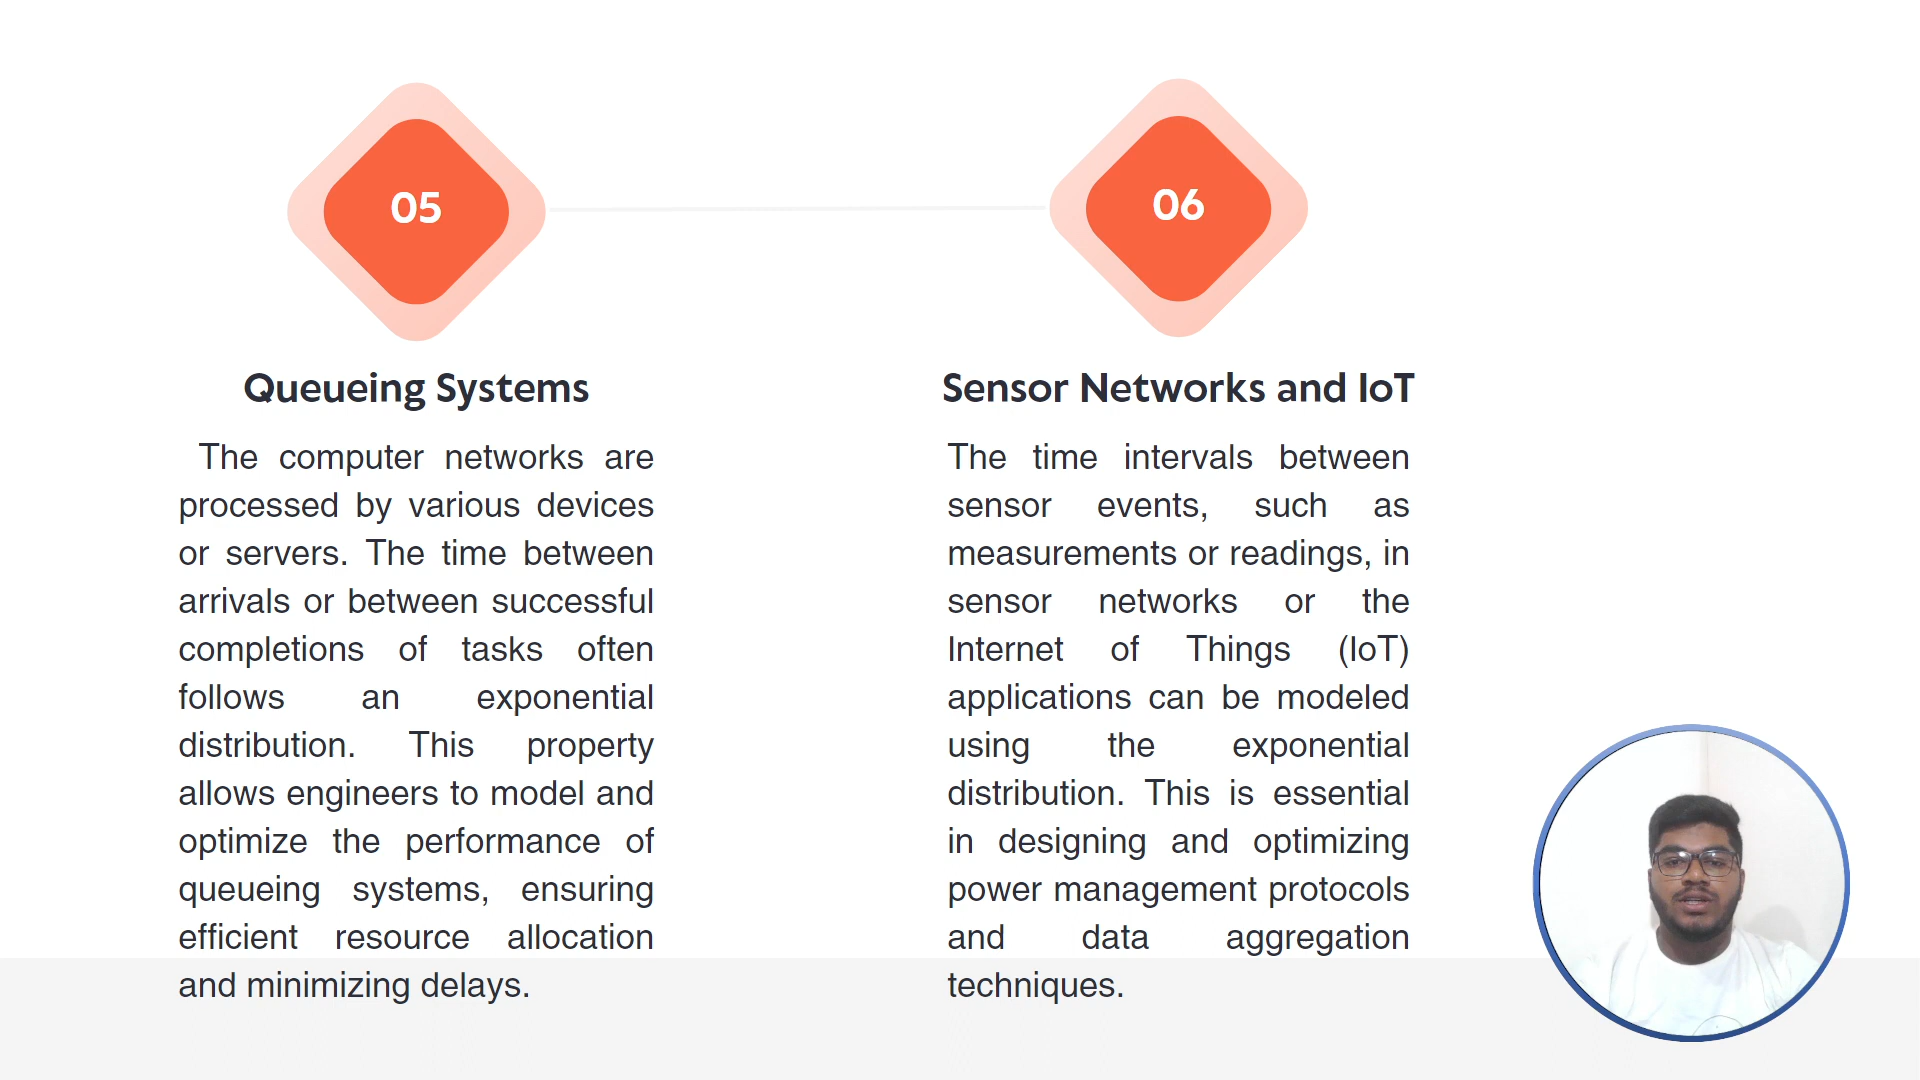 05
Queueing Systems
The computer networks are
processed by various devices
or servers. The time between
arrivals or between successful
completions of tasks often
follows an exponential
distribution. This property
allows engineers to model and
optimize the performance of
queueing systems, ensuring
efficient resource allocation
and minimizing delays.
06
Sensor Networks and IoT
The time intervals between
sensor events, such as
measurements or readings, in
sensor networks or the
Internet of Things (IoT)
applications can be modeled
using the exponential
distribution. This is essential
in designing and optimizing
power management protocols
and data aggregation
techniques.